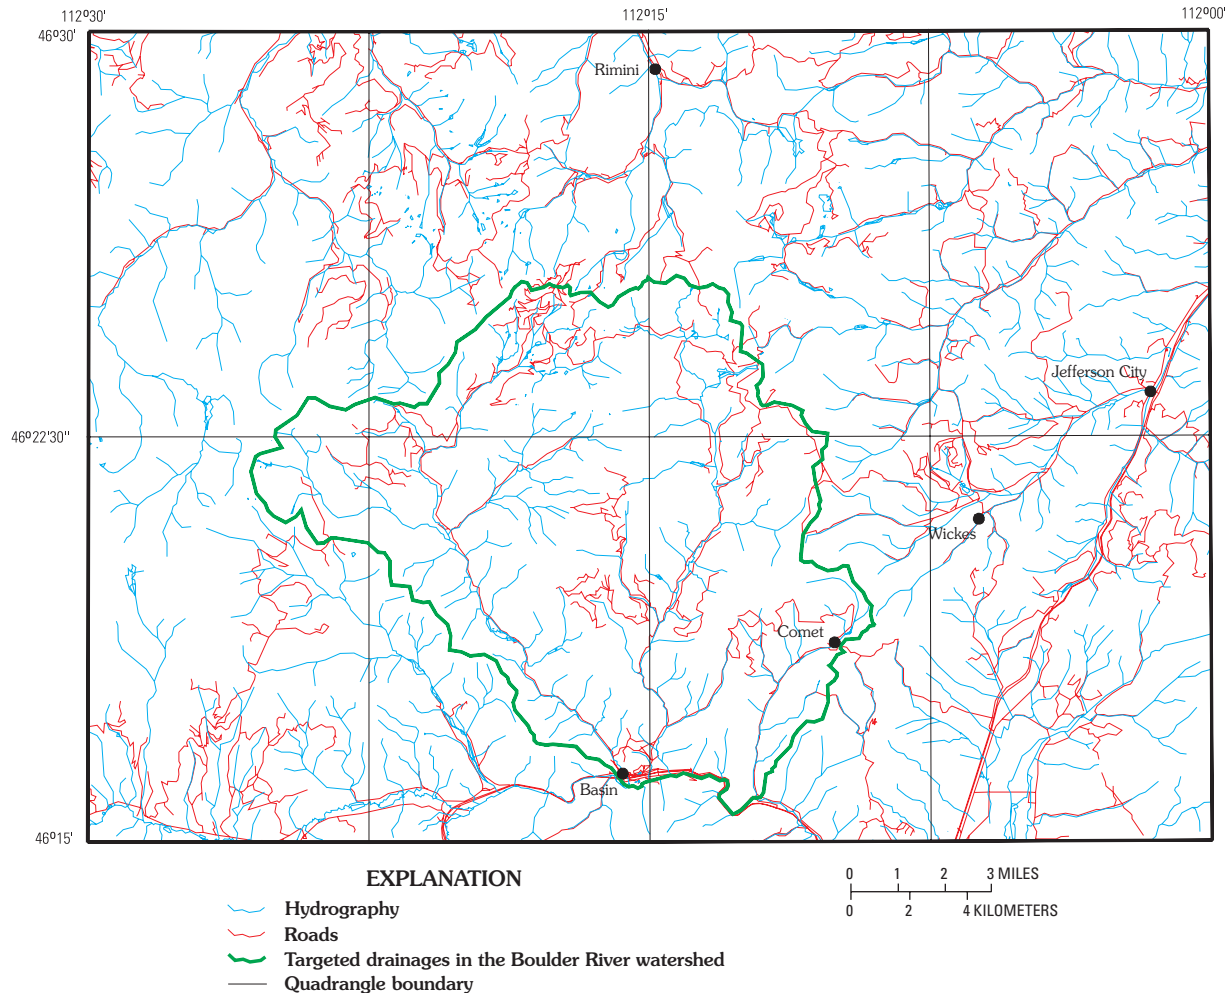 112º30'
112º15'
112º00'
46º30'
Rimini
Jefferson City
46º22'30"
Wickes
Comet
Basin
46º15'
EXPLANATION
Hydrography
Roads
Targeted drainages in the Boulder River watershed
Quadrangle boundary
0 1 2 3 MILES
0 2 4 KILOMETERS